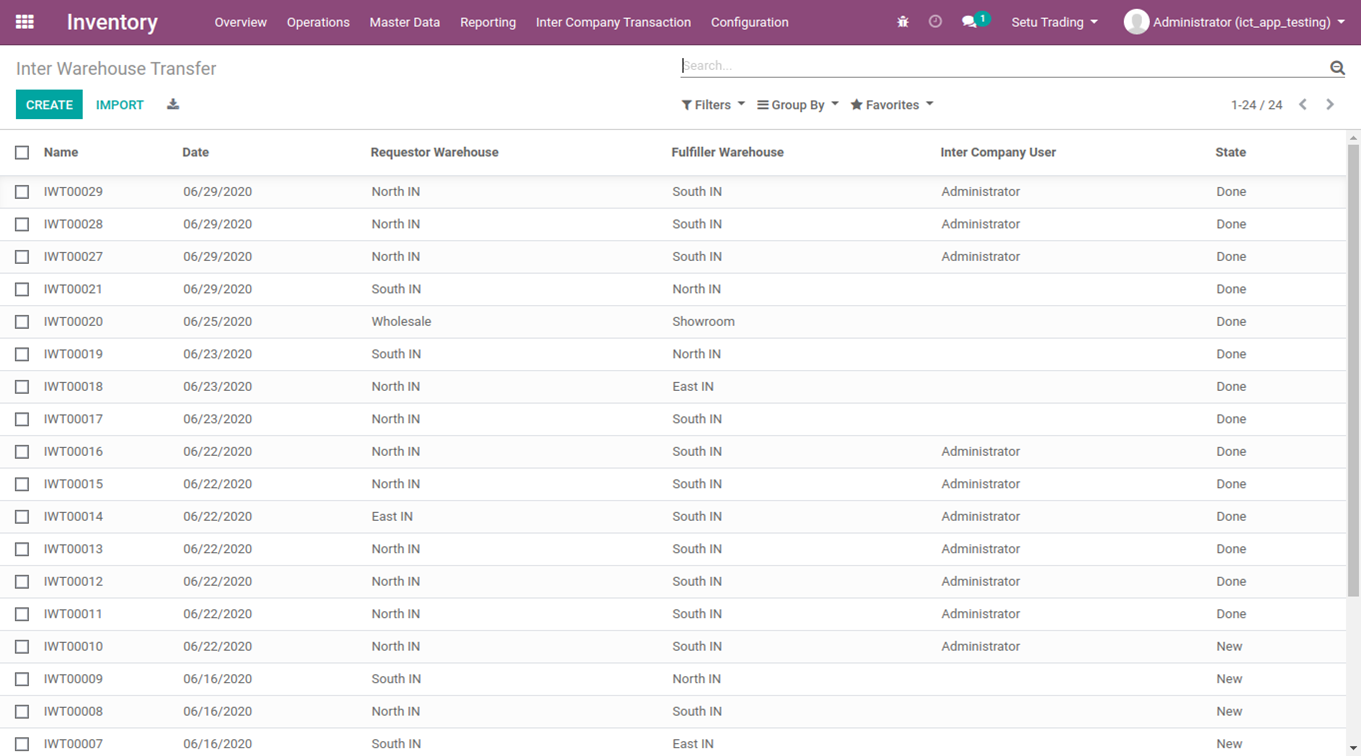 Inventory Overview Operations Master Data Reporting Inter Company Transaction Configuration 1 Setu Trading Administrator (ict_app_testing)
Inter Warehouse Transfer Search...
CREATE IMPORT Filters Group By Favorites 1-24 / 24
Name Date Requestor Warehouse Fulfiller Warehouse Inter Company User State
IWT00029 06/29/2020 North IN South IN Administrator Done
IWT00028 06/29/2020 North IN South IN Administrator Done
IWT00027 06/29/2020 North IN South IN Administrator Done
IWT00021 06/29/2020 South IN North IN Done
IWT00020 06/25/2020 Wholesale Showroom Done
IWT00019 06/23/2020 South IN North IN Done
IWT00018 06/23/2020 North IN East IN Done
IWT00017 06/23/2020 North IN South IN Done
IWT00016 06/22/2020 North IN South IN Administrator Done
IWT00015 06/22/2020 North IN South IN Administrator Done
IWT00014 06/22/2020 East IN South IN Administrator Done
IWT00013 06/22/2020 North IN South IN Administrator Done
IWT00012 06/22/2020 North IN South IN Administrator Done
IWT00011 06/22/2020 North IN South IN Administrator Done
IWT00010 06/22/2020 North IN South IN Administrator New
IWT00009 06/16/2020 South IN North IN New
IWT00008 06/16/2020 North IN South IN New
IWT00007 06/16/2020 South IN East IN New